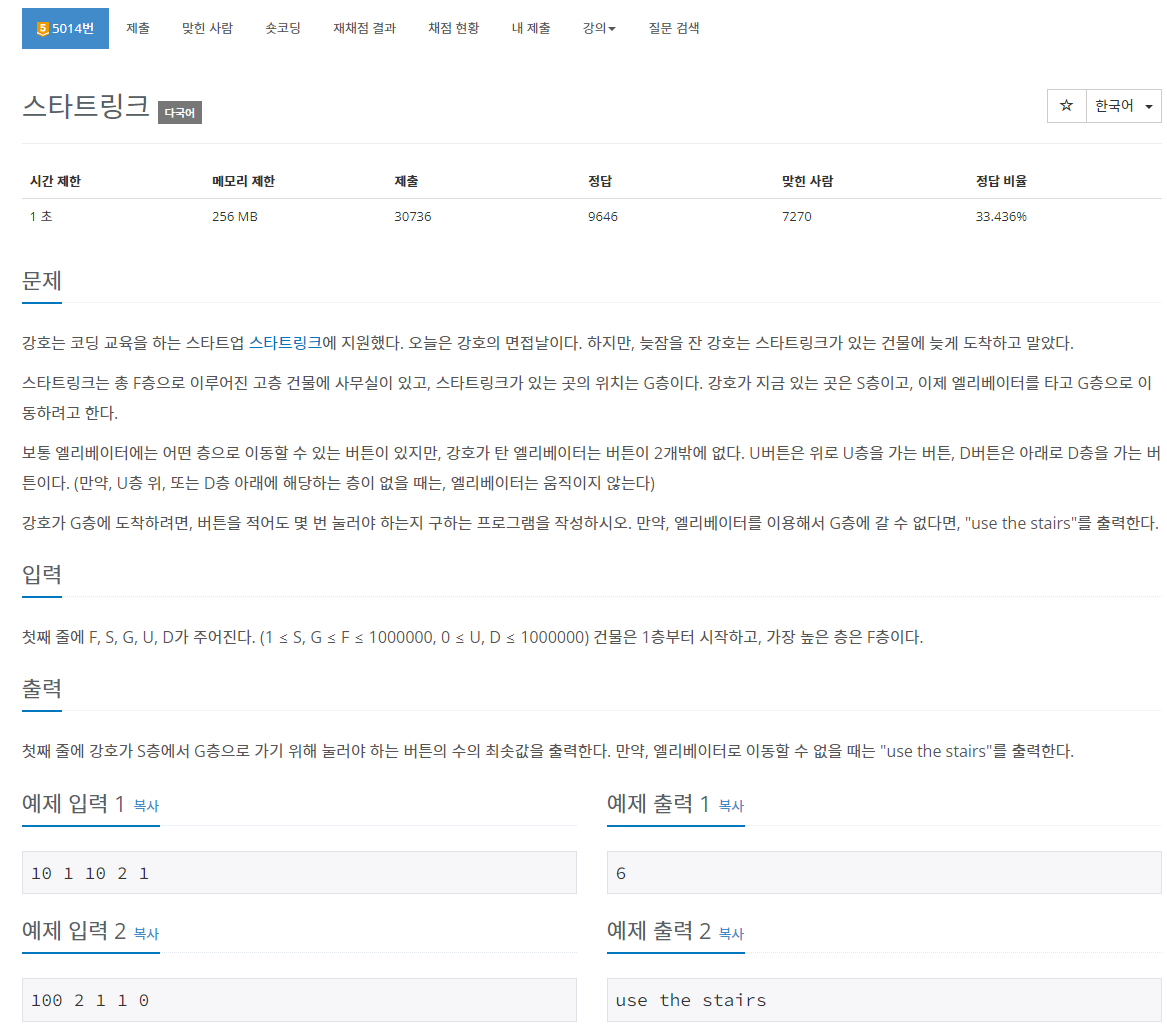 5 5014번 제출 맞힌 사람 숏코딩 재채점 결과 채점 현황 내 제출 강의 질문 검색
스타트링크 다국어 ☆ 한국어
시간 제한 메모리 제한 제출 정답 맞힌 사람 정답 비율
1 초 256 MB 30736 9646 7270 33.436%
문제
강호는 코딩 교육을 하는 스타트업 스타트링크에 지원했다. 오늘은 강호의 면접날이다. 하지만, 늦잠을 잔 강호는 스타트링크가 있는 건물에 늦게 도착하고 말았다.
스타트링크는 총 F층으로 이루어진 고층 건물에 사무실이 있고, 스타트링크가 있는 곳의 위치는 G층이다. 강호가 지금 있는 곳은 S층이고, 이제 엘리베이터를 타고 G층으로 이
동하려고 한다.
보통 엘리베이터에는 어떤 층으로 이동할 수 있는 버튼이 있지만, 강호가 탄 엘리베이터는 버튼이 2개밖에 없다. U버튼은 위로 U층을 가는 버튼, D버튼은 아래로 D층을 가는 버
튼이다. (만약, U층 위, 또는 D층 아래에 해당하는 층이 없을 때는, 엘리베이터는 움직이지 않는다)
강호가 G층에 도착하려면, 버튼을 적어도 몇 번 눌러야 하는지 구하는 프로그램을 작성하시오. 만약, 엘리베이터를 이용해서 G층에 갈 수 없다면, "use the stairs"를 출력한다.
입력
첫째 줄에 F, S, G, U, D가 주어진다. (1 ≤ S, G ≤ F ≤ 1000000, 0 ≤ U, D ≤ 1000000) 건물은 1층부터 시작하고, 가장 높은 층은 F층이다.
출력
첫째 줄에 강호가 S층에서 G층으로 가기 위해 눌러야 하는 버튼의 수의 최솟값을 출력한다. 만약, 엘리베이터로 이동할 수 없을 때는 "use the stairs"를 출력한다.
예제 입력 1 복사 예제 출력 1 복사
10 1 10 2 1 6
예제 입력 2 복사 예제 출력 2 복사
100 2 1 1 0 use the stairs